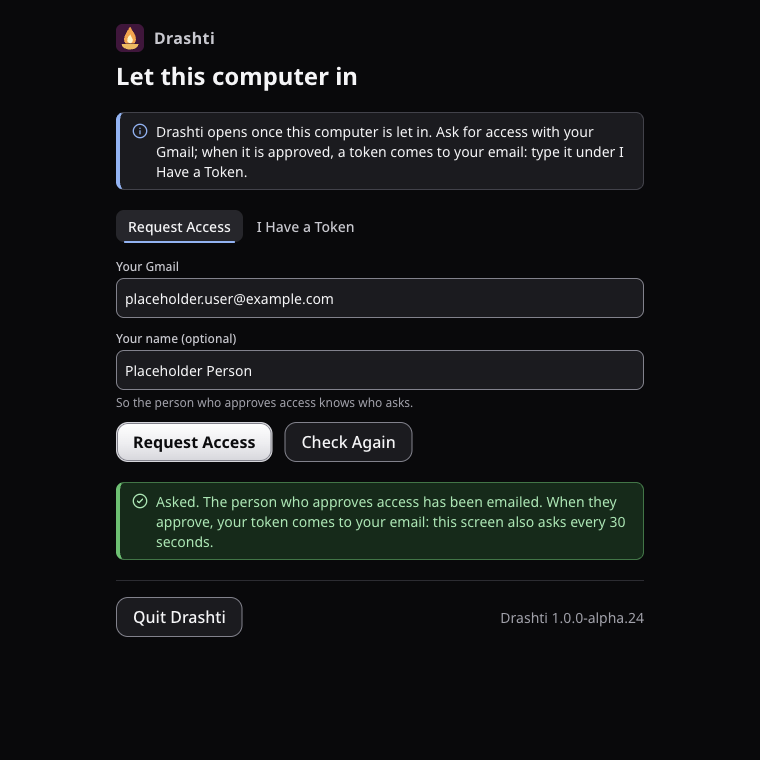 Drashti
Let this computer in
Drashti opens once this computer is let in. Ask for access with your
Gmail; when it is approved, a token comes to your email: type it under I
Have a Token.
Request Access
I Have a Token
Your Gmail
placeholder.user@example.com
Your name (optional)
Placeholder Person
So the person who approves access knows who asks.
Request Access
Check Again
Asked. The person who approves access has been emailed. When they
approve, your token comes to your email: this screen also asks every 30
seconds.
Quit Drashti
Drashti 1.0.0-alpha.24